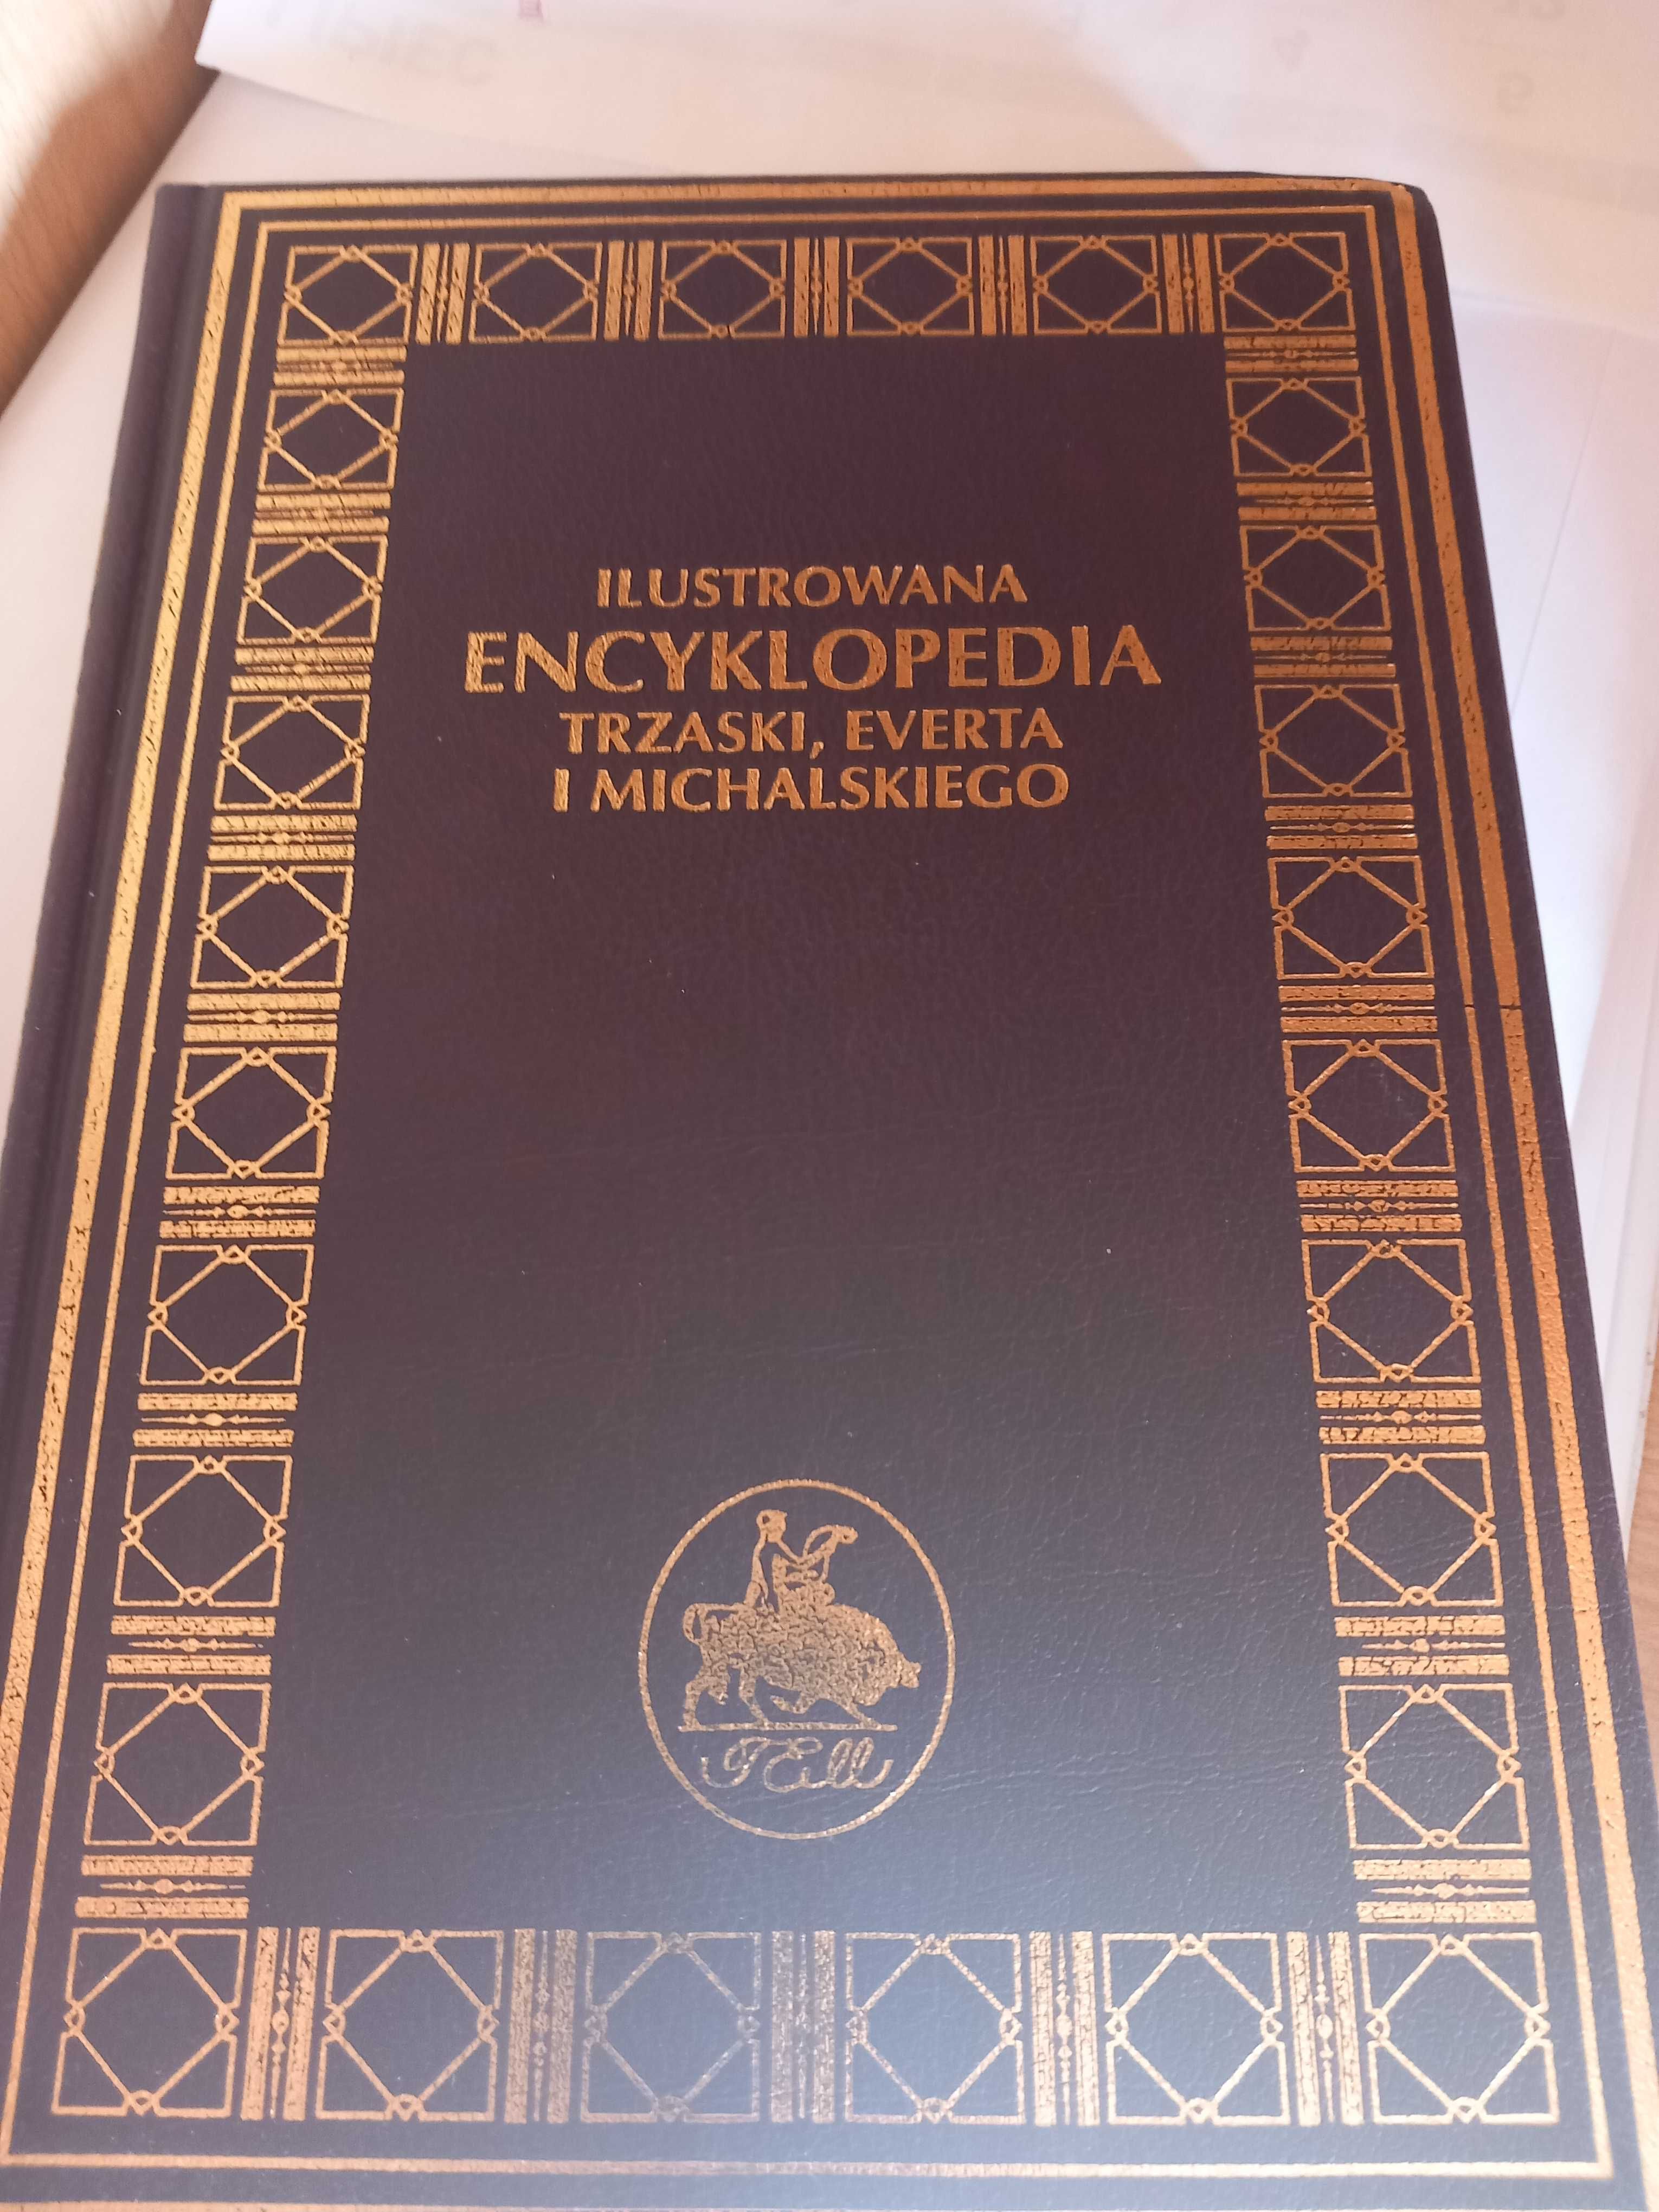 ILUSTROWANA
ENCYKLOPEDIA
TRZASKI, EVERTA
I MICHALSKIEGO